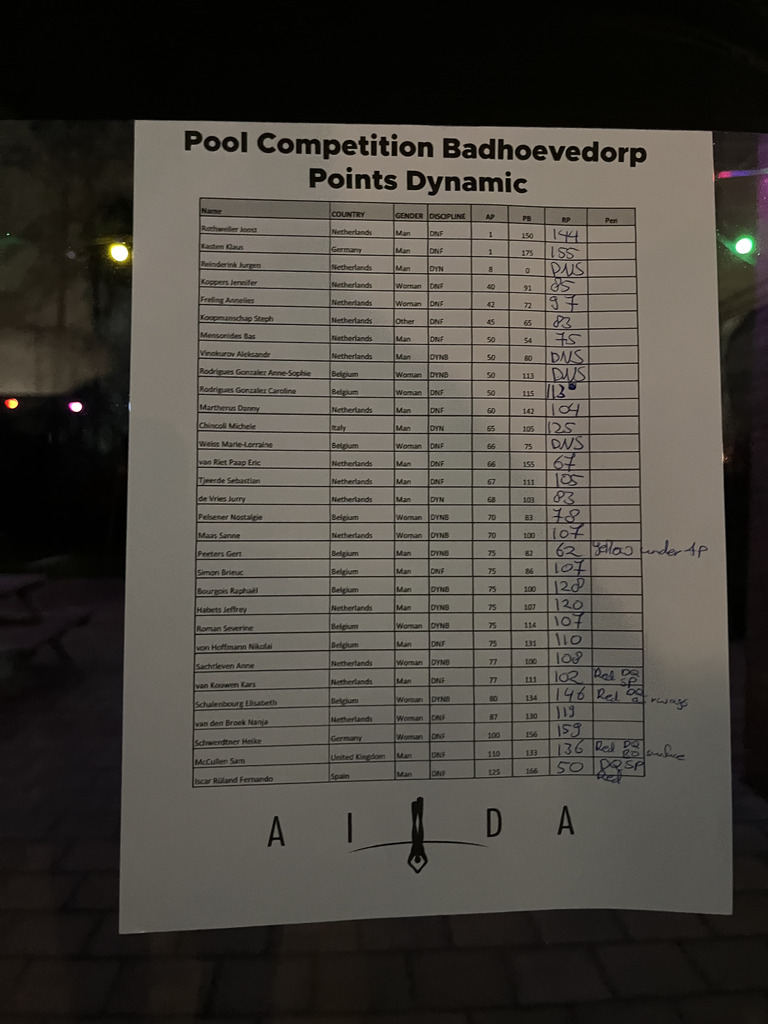 Pool Competition Badhoevedorp
Points Dynamic
Name COUNTRY GENDER DISCIPLINE AP PB RP Pen
Rothweiler Joost Netherlands Man DNF 1 150 144
Kasten Klaus Germany Man DNF 1 175 155
Reinderink Jurgen Netherlands Man DYN 8 0 DNS
Koppers Jennifer Netherlands Woman DNF 40 91 85
Freling Annelies Netherlands Woman DNF 42 72 97
Koopmanschap Steph Netherlands Other DNF 45 65 83
Mensonides Bas Netherlands Man DNF 50 54 75
Vinokurov Aleksandr Netherlands Man DYNB 50 60 DNS
Rodrigues Gonzalez Anne-Sophie Belgium Woman DYNB 50 113 DNS
Rodrigues Gonzalez Caroline Belgium Woman DNF 50 115 113
Martherus Danny Netherlands Man DNF 60 142 104
Chincoli Michele Italy Man DYN 65 105 125
Weiss Marie-Lorraine Belgium Woman DNF 66 75 DNS
van Riet Paap Eric Netherlands Man DNF 66 155 67
Tjeerde Sebastian Netherlands Man DNF 67 111 105
de Vries Jurry Netherlands Man DYN 68 103 83
Pelsener Nostalgie Belgium Woman DYNB 70 83 78
Maas Sanne Netherlands Woman DYNB 70 100 107
Peeters Gert Belgium Man DYNB 75 82 62 Yellow under AP
Simon Brieuc Belgium Man DNF 75 86 107
Bourgois Raphaël Belgium Man DYNB 75 100 128
Habets Jeffrey Netherlands Man DYNB 75 107 120
Roman Severine Belgium Woman DYNB 75 114 107
von Hoffmann Nikolai Belgium Man DNF 75 131 110
Sachtleven Anne Netherlands Woman DYNB 77 100 108
van Kouwen Kars Netherlands Man DNF 77 111 102 Red DQ SP
Schalenbourg Elisabeth Belgium Woman DYNB 80 134 146 Red DQ airways
van den Broek Nanja Netherlands Woman DNF 87 130 119
Schwerdtner Heike Germany Woman DNF 100 156 159
McCullen Sam United Kingdom Man DNF 110 133 136 Red DQ BO surface
Iscar Rüland Fernando Spain Man DNF 125 166 50 DQSP Red
A I D A